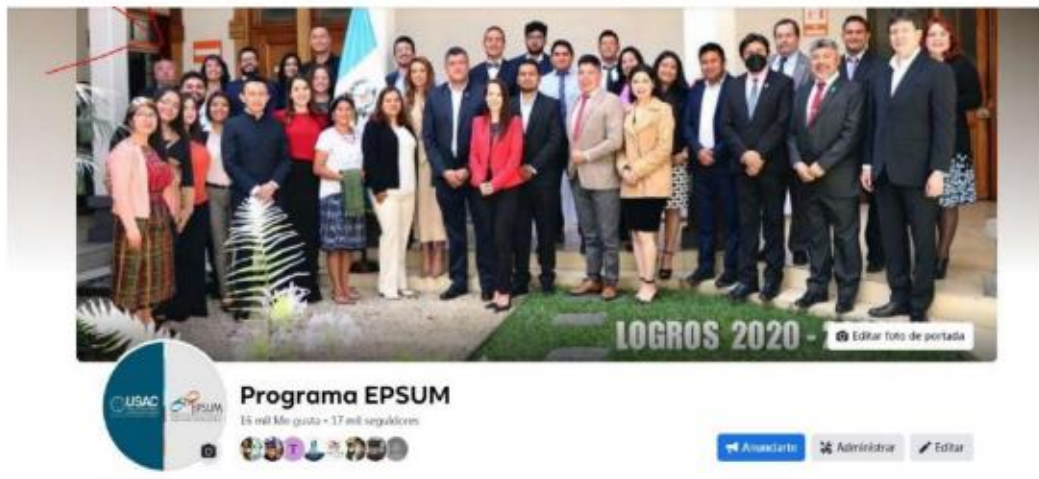 LOGROS 2020 -
Editar foto de portada
USAC
EPSUM
Programa EPSUM
16 mil Me gusta • 17 mil seguidores
T
Anunciarte
Administrar
Editar